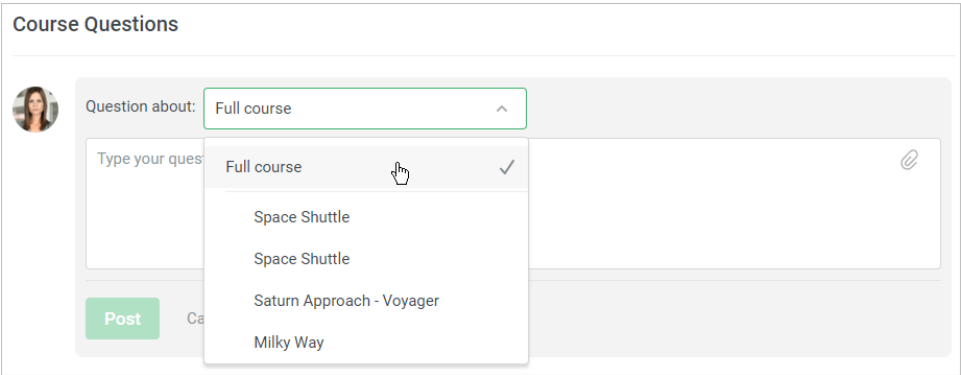 Course Questions
Question about: Full course
Type your ques
Full course
Space Shuttle
Space Shuttle
Saturn Approach - Voyager
Milky Way
Post Ca